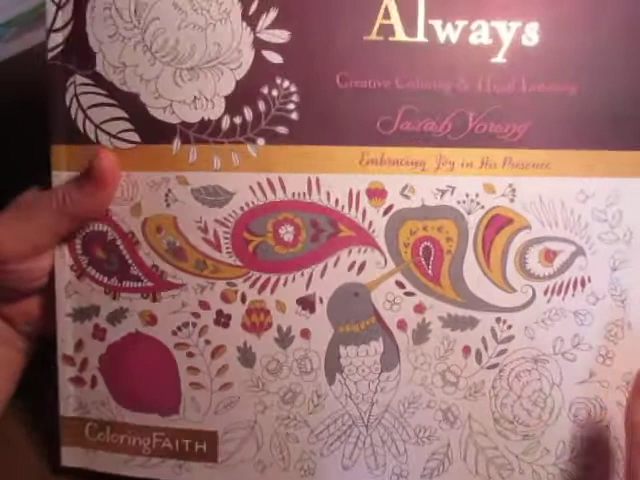 Always
Creative Coloring & Hand Lettering
Sarah Young
Embracing Joy in His Presence
ColoringFAITH